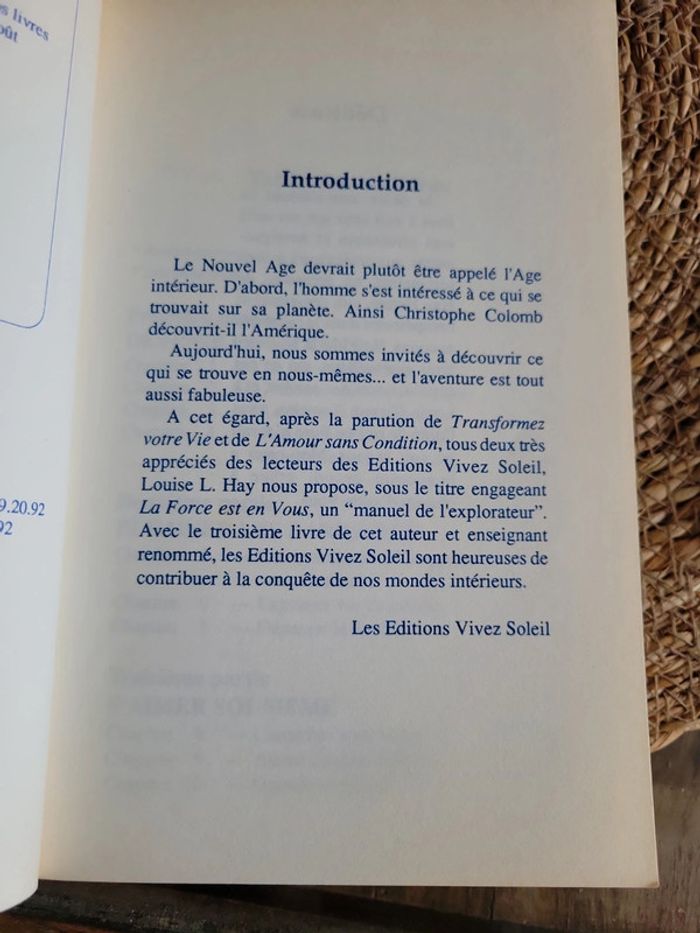 s livres
oût
9.20.92
92
Introduction
Le Nouvel Age devrait plutôt être appelé l'Age
intérieur. D'abord, l'homme s'est intéressé à ce qui se
trouvait sur sa planète. Ainsi Christophe Colomb
découvrit-il l'Amérique.
Aujourd'hui, nous sommes invités à découvrir ce
qui se trouve en nous-mêmes... et l'aventure est tout
aussi fabuleuse.
A cet égard, après la parution de Transformez
votre Vie et de L'Amour sans Condition, tous deux très
appréciés des lecteurs des Editions Vivez Soleil,
Louise L. Hay nous propose, sous le titre engageant
La Force est en Vous, un “manuel de l'explorateur”.
Avec le troisième livre de cet auteur et enseignant
renommé, les Editions Vivez Soleil sont heureuses de
contribuer à la conquête de nos mondes intérieurs.
Les Editions Vivez Soleil